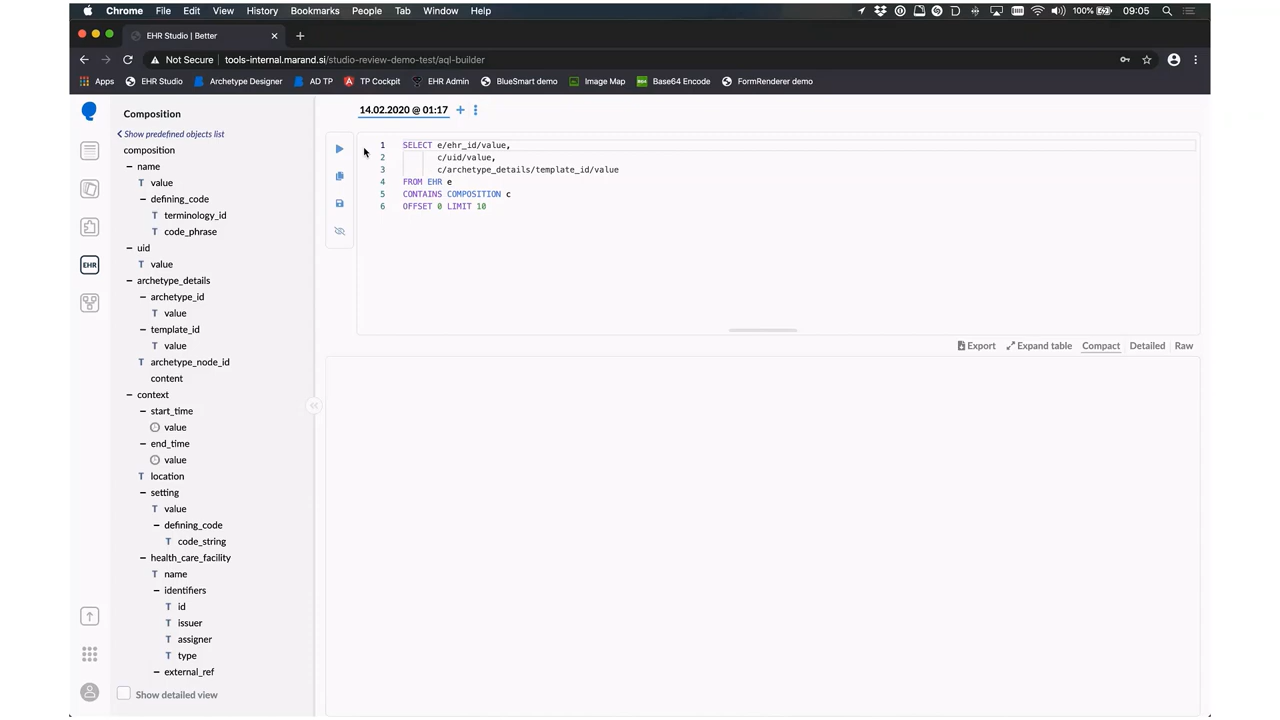 Chrome File Edit View History Bookmarks People Tab Window Help 100% 09:05
EHR Studio | Better
Not Secure tools-internal.marand.si/studio-review-demo-test/aql-builder
Apps EHR Studio Archetype Designer AD TP TP Cockpit EHR Admin BlueSmart demo Image Map Base64 Encode FormRenderer demo
Composition
Show predefined objects list
composition
name
T value
defining_code
T terminology_id
T code_phrase
uid
T value
archetype_details
archetype_id
T value
template_id
T value
T archetype_node_id
content
context
start_time
value
end_time
value
T location
setting
T value
defining_code
T code_string
health_care_facility
T name
identifiers
T id
T issuer
T assigner
T type
external_ref
Show detailed view
EHR
14.02.2020 @ 01:17 +
1 SELECT e/ehr_id/value,
2 c/uid/value,
3 c/archetype_details/template_id/value
4 FROM EHR e
5 CONTAINS COMPOSITION c
6 OFFSET 0 LIMIT 10
Export Expand table Compact Detailed Raw